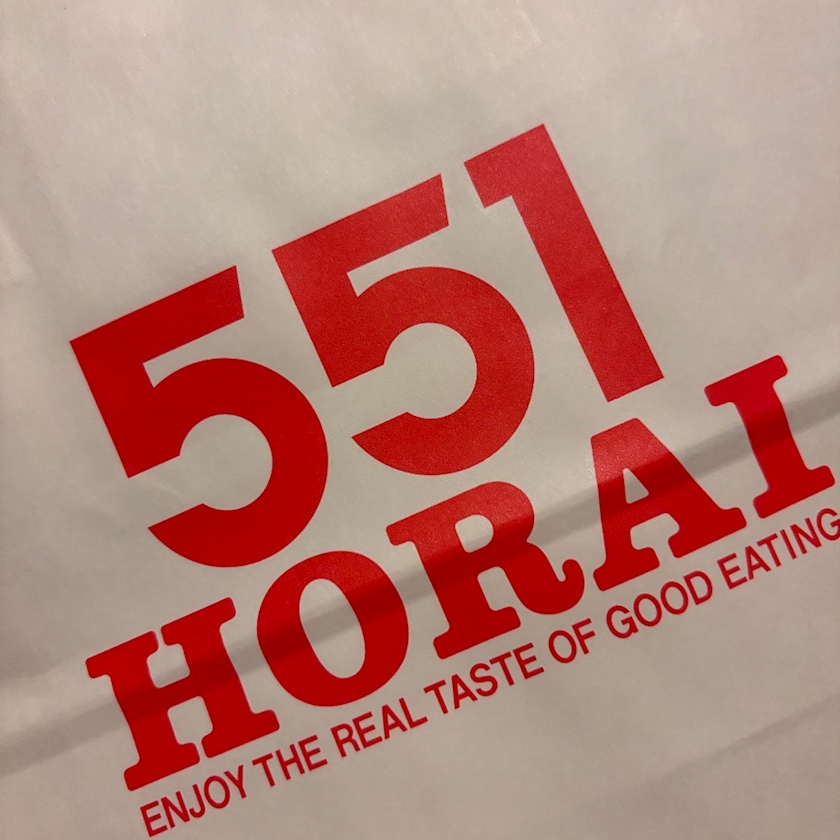 551
HORAI
ENJOY THE REAL TASTE OF GOOD EATING